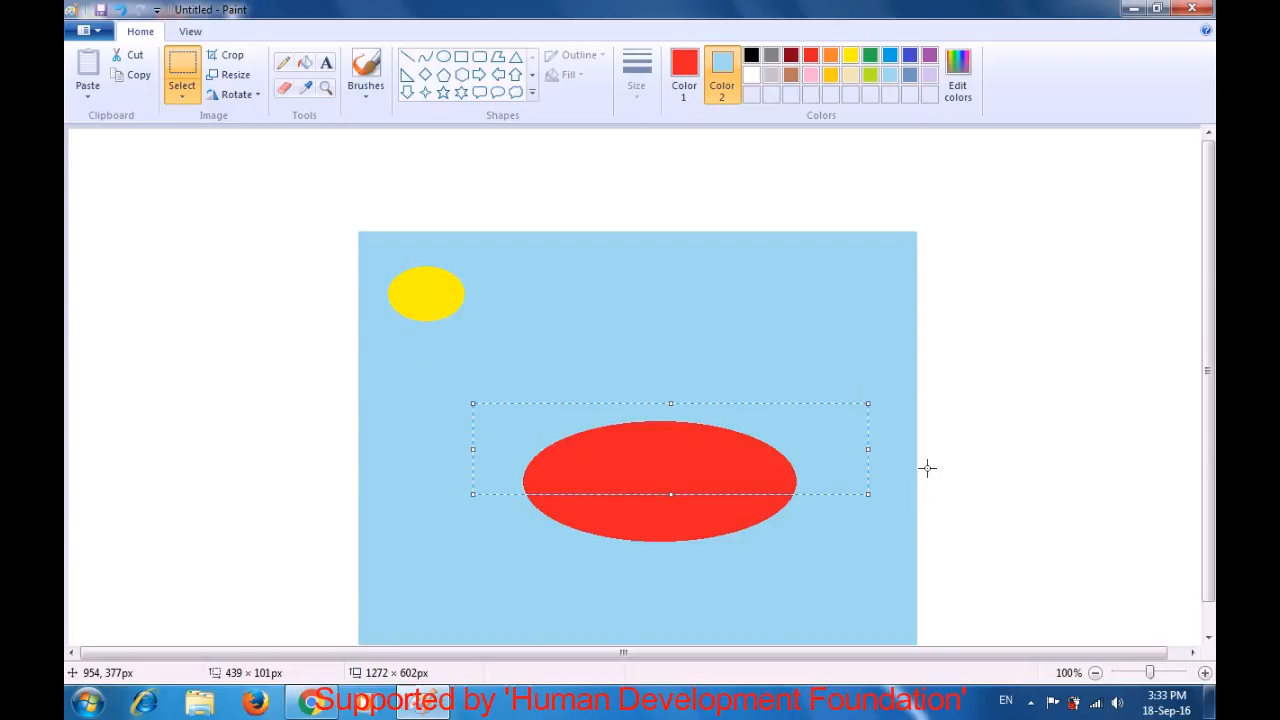 Untitled - Paint
Home View
Paste Cut Copy Select Crop Resize Rotate Brushes Outline Fill Size Color 1 Color 2 Edit colors
Clipboard Image Tools Shapes Colors
954, 377px 439 × 101px 1272 × 602px 100%
EN 3:33 PM
18-Sep-16
Supported by 'Human Development Foundation'